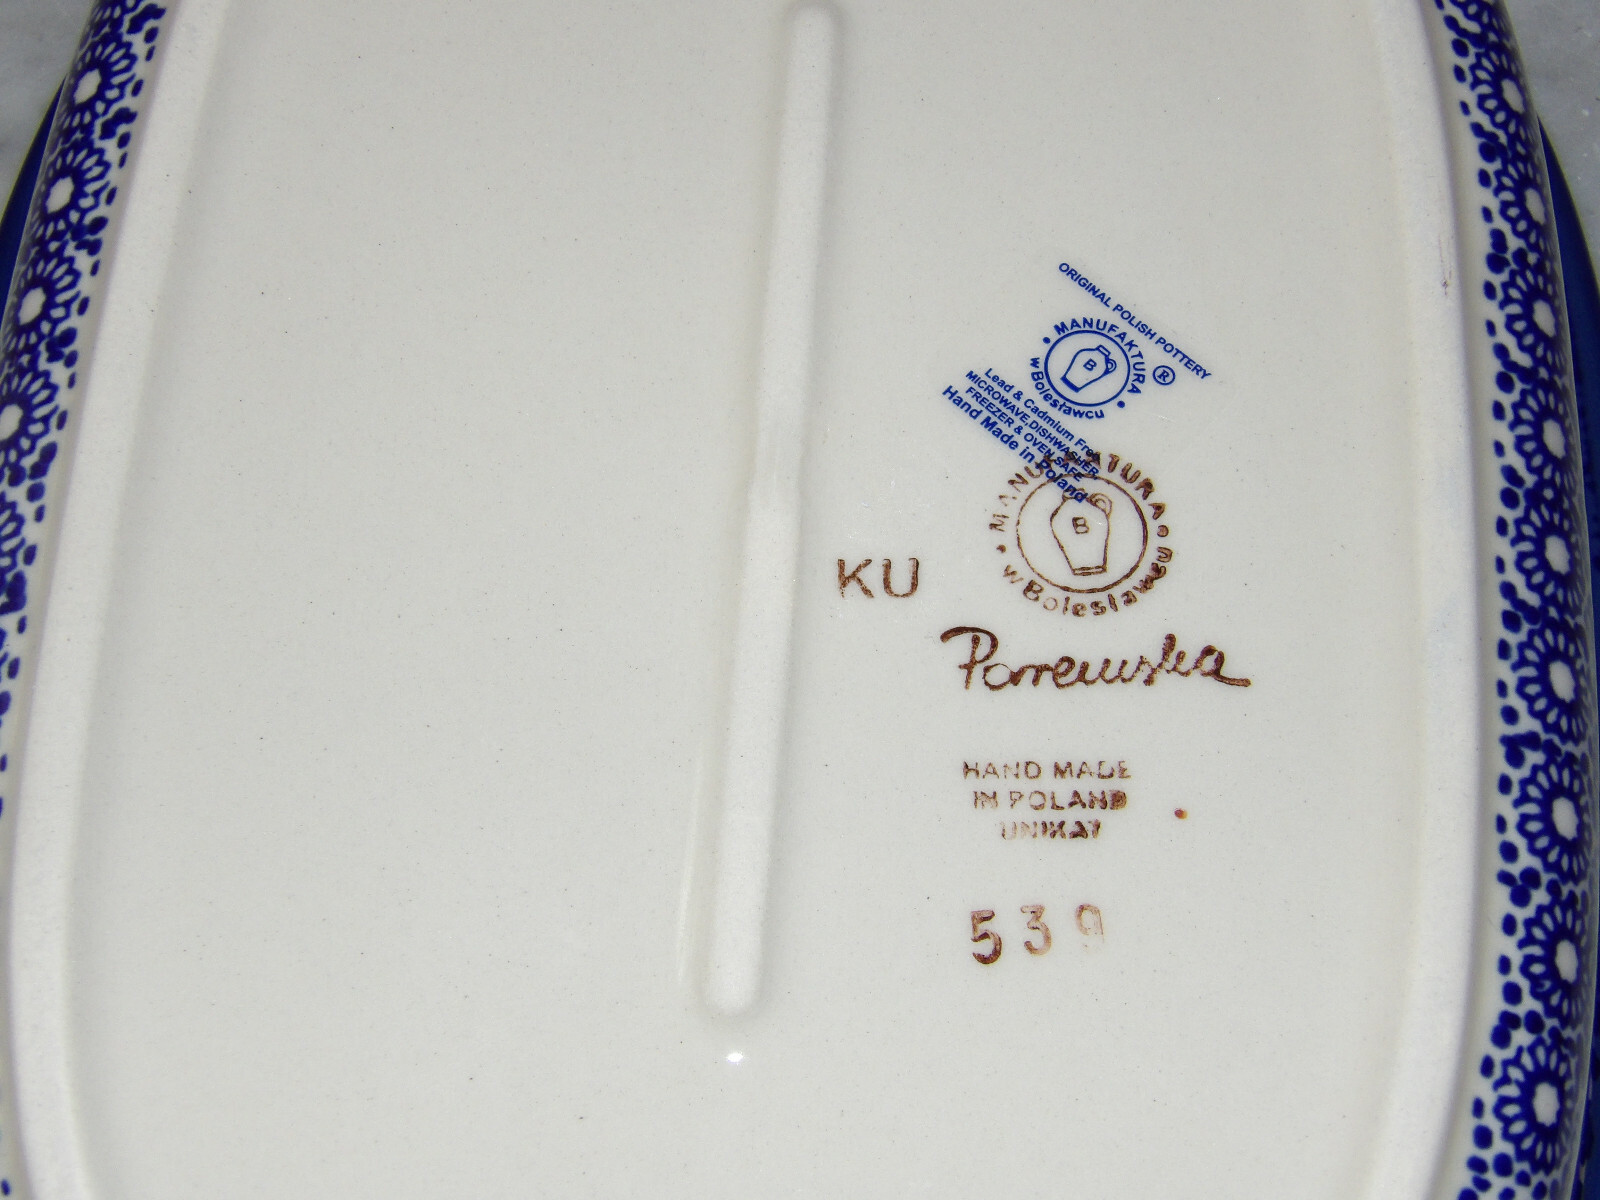 ORIGINAL POLISH POTTERY
MANUFAKTURA
B
®
w Bolesławcu
Lead & Cadmium Free
MICROWAVE,DISHWASHER
FREEZER & OVEN SAFE
Hand Made in Poland
MANUFAKTURA
B
w Bolesławcu
KU
HAND MADE
IN POLAND
UNIKAT
539